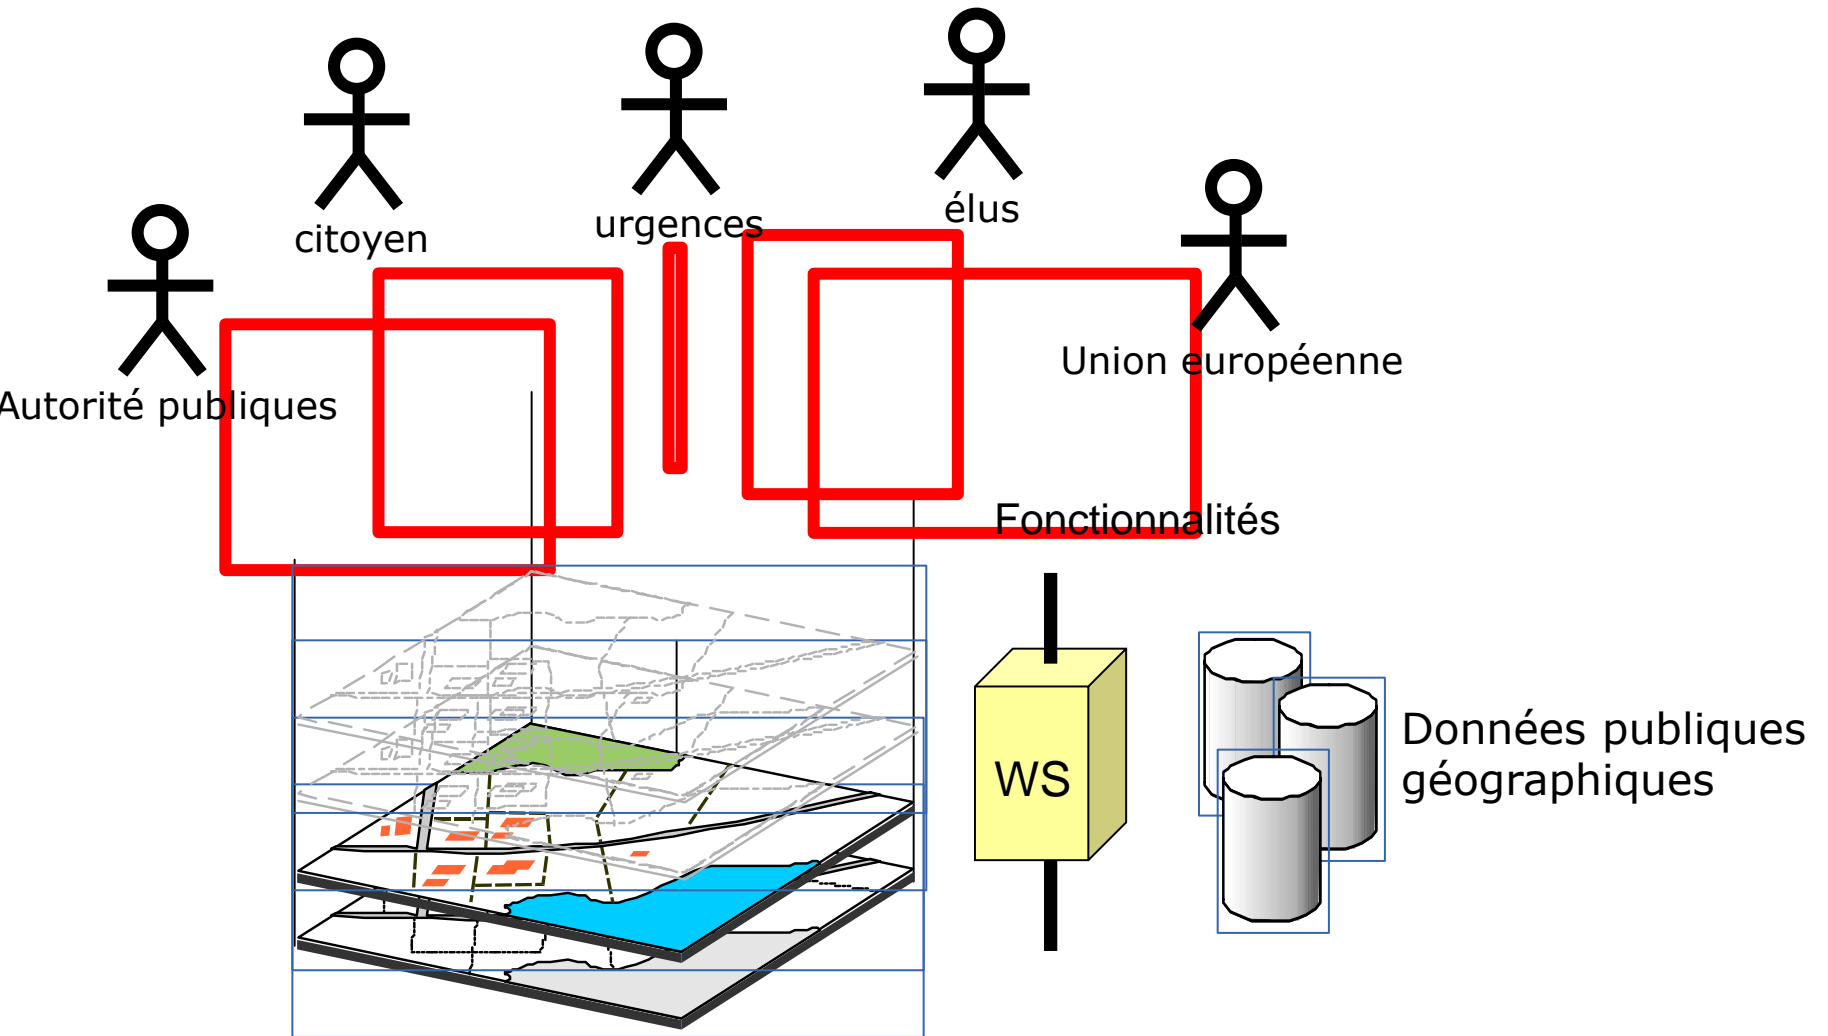 élus
urgences
citoyen
Union européenne
Autorité publiques
Fonctionnalités
WS
Données publiques
géographiques